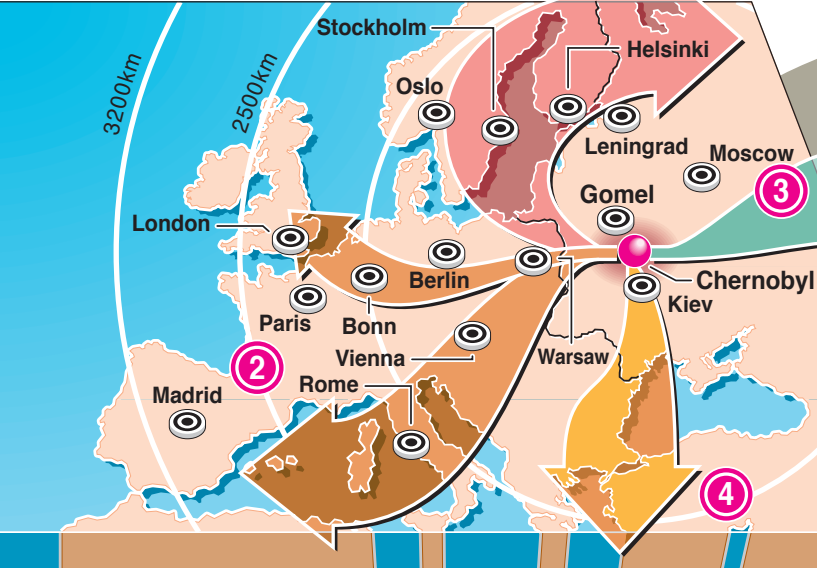 Stockholm
Helsinki
3200km
2500km
Oslo
Leningrad
Moscow
3
Gomel
London
Berlin
Chernobyl
Kiev
Paris
Bonn
Vienna
Warsaw
2
Rome
Madrid
4